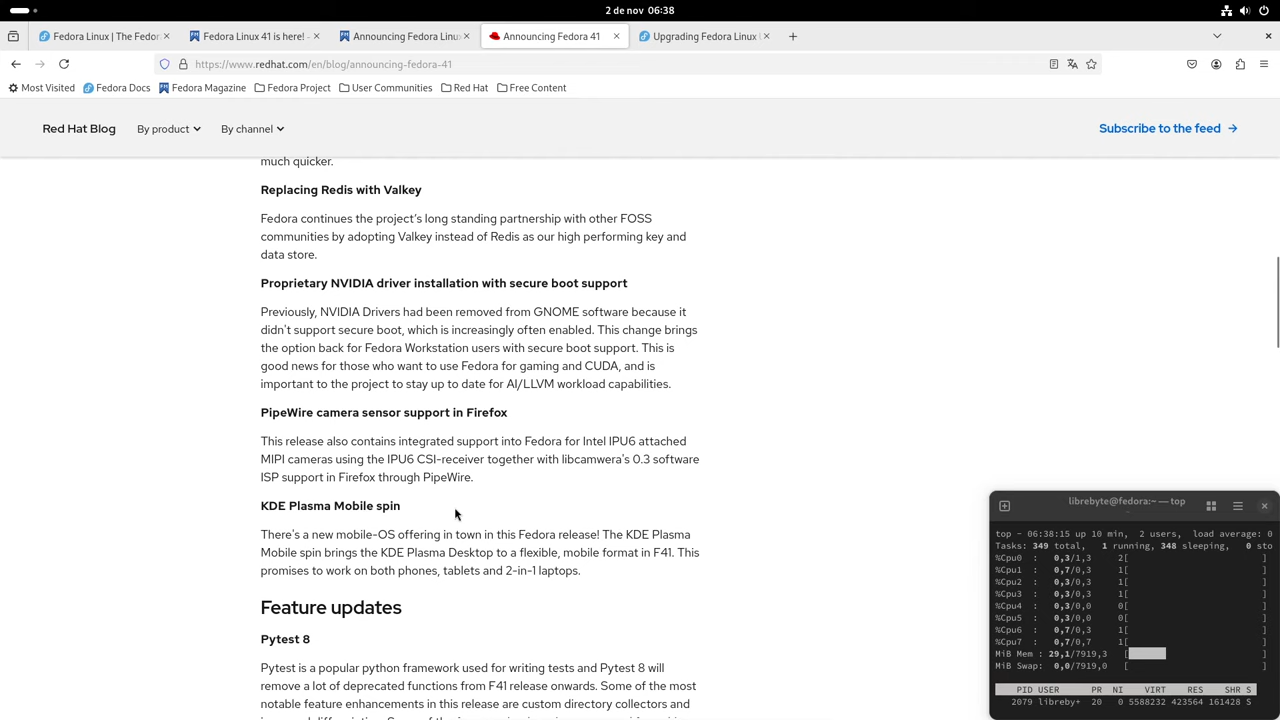 2 de nov 06:38
Fedora Linux | The Fedor
Fedora Linux 41 is here! -
Announcing Fedora Linux
Announcing Fedora 41
Upgrading Fedora Linux
https://www.redhat.com/en/blog/announcing-fedora-41
Most Visited
Fedora Docs
Fedora Magazine
Fedora Project
User Communities
Red Hat
Free Content
Red Hat Blog
By product
By channel
Subscribe to the feed
much quicker.
Replacing Redis with Valkey
Fedora continues the project's long standing partnership with other FOSS
communities by adopting Valkey instead of Redis as our high performing key and
data store.
Proprietary NVIDIA driver installation with secure boot support
Previously, NVIDIA Drivers had been removed from GNOME software because it
didn't support secure boot, which is increasingly often enabled. This change brings
the option back for Fedora Workstation users with secure boot support. This is
good news for those who want to use Fedora for gaming and CUDA, and is
important to the project to stay up to date for AI/LLVM workload capabilities.
PipeWire camera sensor support in Firefox
This release also contains integrated support into Fedora for Intel IPU6 attached
MIPI cameras using the IPU6 CSI-receiver together with libcamwera's 0.3 software
ISP support in Firefox through PipeWire.
KDE Plasma Mobile spin
There's a new mobile-OS offering in town in this Fedora release! The KDE Plasma
Mobile spin brings the KDE Plasma Desktop to a flexible, mobile format in F41. This
promises to work on both phones, tablets and 2-in-1 laptops.
Feature updates
Pytest 8
Pytest is a popular python framework used for writing tests and Pytest 8 will
remove a lot of deprecated functions from F41 release onwards. Some of the most
notable feature enhancements in this release are custom directory collectors and
librebyte@fedora:~ — top
~
top - 06:38:15 up 10 min, 2 users, load average: 0
Tasks: 349 total, 1 running, 348 sleeping, 0 sto
%Cpu0 : 0,3/1,3 2[ ]
%Cpu1 : 0,7/0,3 1[ ]
%Cpu2 : 0,3/0,3 1[ ]
%Cpu3 : 0,3/0,3 1[ ]
%Cpu4 : 0,3/0,0 0[ ]
%Cpu5 : 0,3/0,0 0[ ]
%Cpu6 : 0,7/0,3 1[ ]
%Cpu7 : 0,7/0,7 1[ ]
MiB Mem : 29,1/7919,3 [ ]
MiB Swap: 0,0/7919,0 [ ]
PID USER PR NI VIRT RES SHR S
2079 libreby+ 20 0 5588232 423564 161428 S